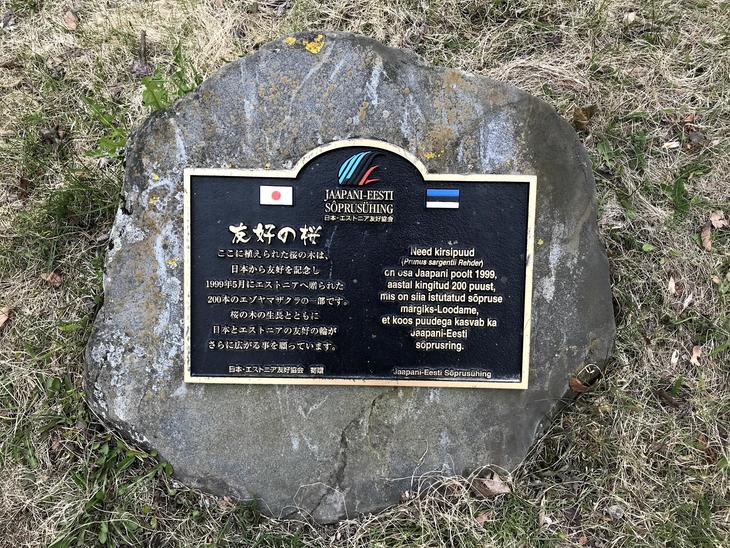 JAAPANI-EESTI
SÕPRUSÜHING
日本・エストニア友好協会
友好の桜
ここに植えられた桜の木は、
日本から友好を記念し
1999年5月にエストニアへ贈られた
200本のエゾヤマザクラの一部です。
桜の木の生長とともに
日本とエストニアの友好の輪が
さらに広がる事を願っています。
日本・エストニア友好協会 寄贈
Need kirsipuud
(Prunus sargentii Rehder)
on osa Jaapani poolt 1999.
aastal kingitud 200 puust,
mis on siia istutatud sõpruse
märgiks-Loodame,
et koos puudega kasvab ka
Jaapani-Eesti
sõprusring.
Jaapani-Eesti Sõprusühing